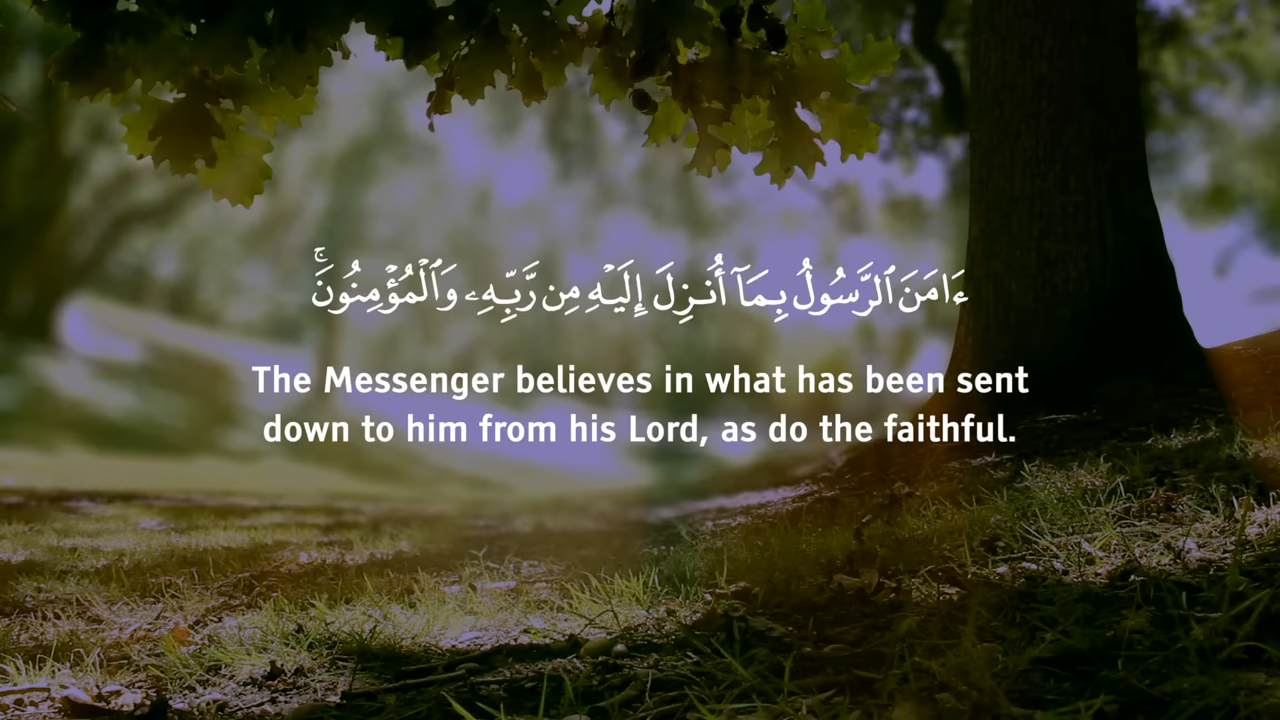 ءَامَنَ ٱلرَّسُولُ بِمَآ أُنزِلَ إِلَيْهِ مِن رَّبِّهِۦ وَٱلْمُؤْمِنُونَ ۚ
The Messenger believes in what has been sent
down to him from his Lord, as do the faithful.